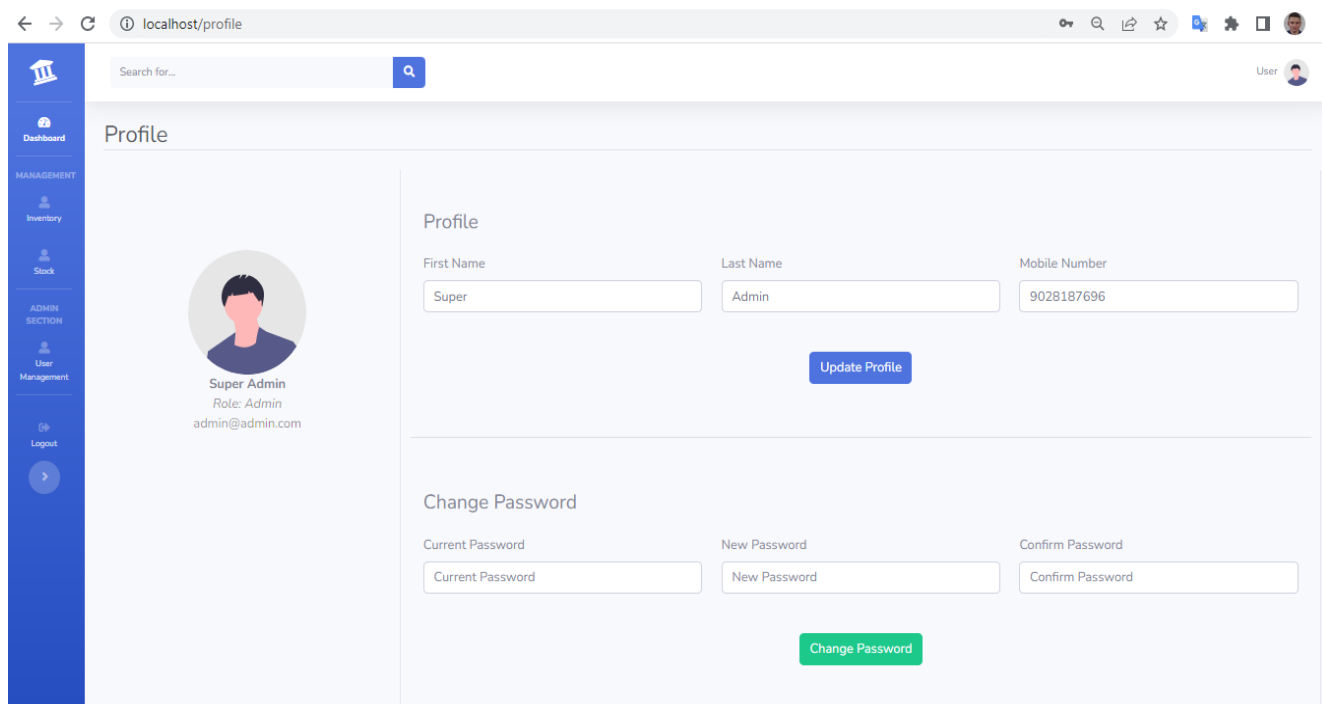 localhost/profile
Search for...
User
Dashboard
MANAGEMENT
Inventory
Stock
ADMIN
SECTION
User
Management
Logout
Profile
Super Admin
Role: Admin
admin@admin.com
Profile
First Name Last Name Mobile Number
Super Admin 9028187696
Update Profile
Change Password
Current Password New Password Confirm Password
Current Password New Password Confirm Password
Change Password